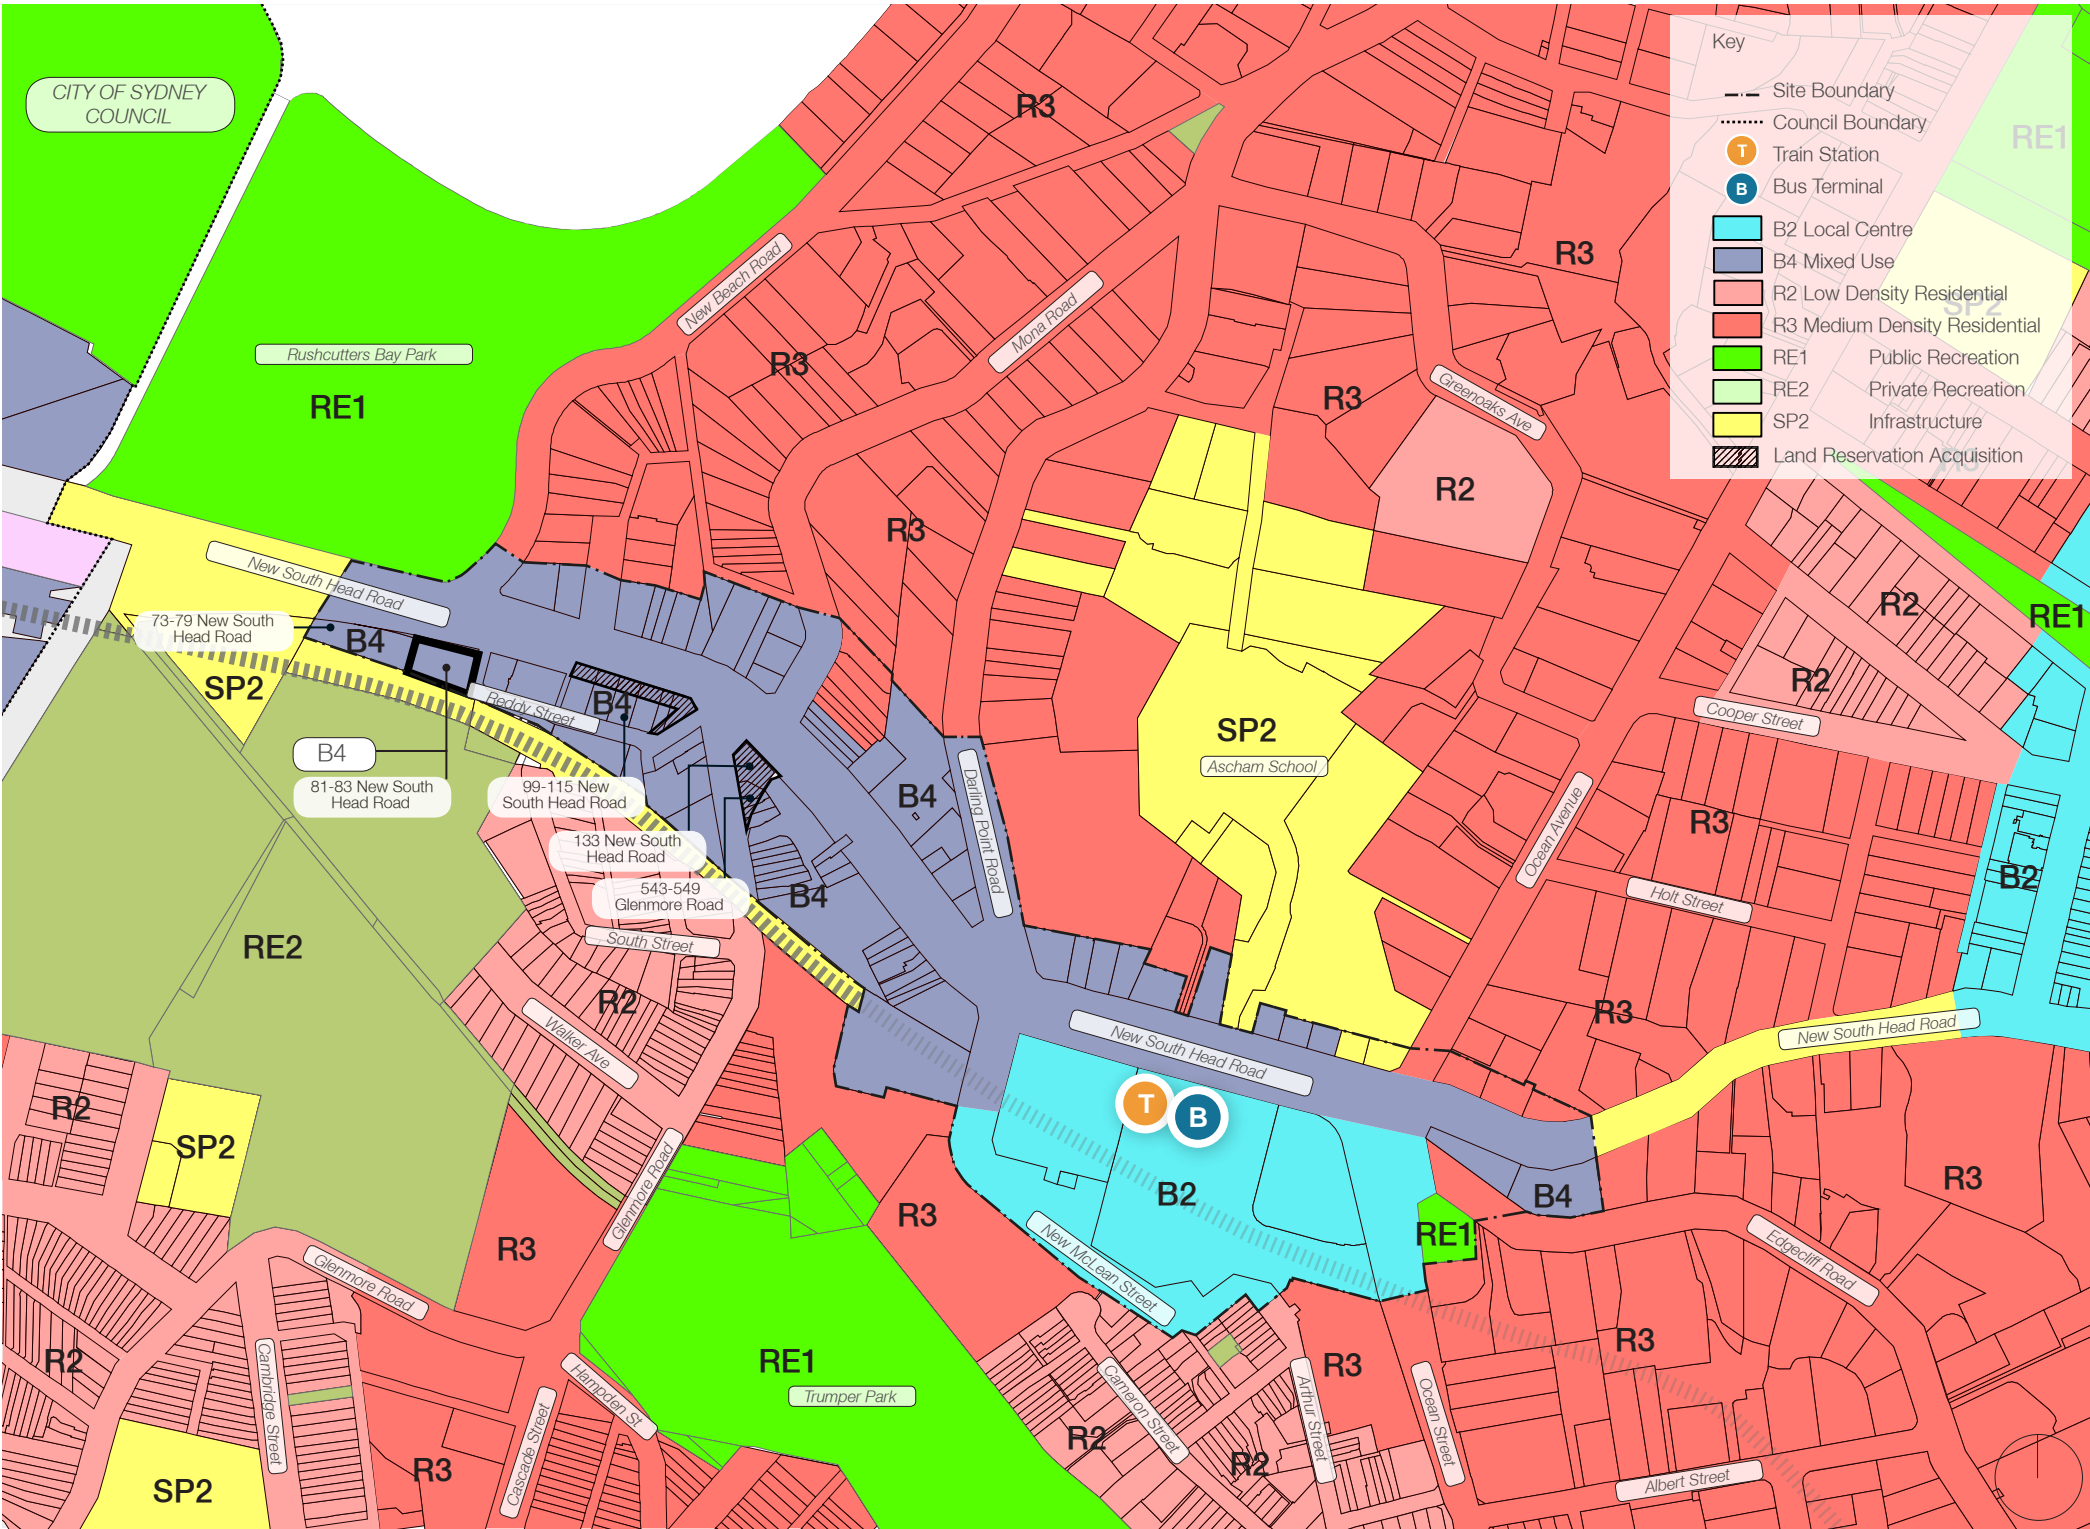 CITY OF SYDNEY
COUNCIL
Key
Site Boundary
Council Boundary
T
Train Station
B
Bus Terminal
B2 Local Centre
B4 Mixed Use
R2 Low Density Residential
R3 Medium Density Residential
RE1 Public Recreation
RE2 Private Recreation
SP2 Infrastructure
Land Reservation Acquisition
RE1
SP2
R3
R3
R3
New Beach Road
Mona Road
Rushcutters Bay Park
RE1
R3
R3
Greenoaks Ave
R2
R3
New South Head Road
73-79 New South
Head Road
B4
SP2
Reddy Street
B4
B4
81-83 New South
Head Road
99-115 New
South Head Road
133 New South
Head Road
543-549
Glenmore Road
B4
B4
Darling Point Road
SP2
Ascham School
R2
RE1
R2
Cooper Street
Ocean Avenue
R3
Holt Street
B2
RE2
South Street
R2
Walker Ave
R3
New South Head Road
New South Head Road
T
B
R2
SP2
Glenmore Road
R3
R3
B2
New McLean Street
RE1
B4
R3
Edgecliff Road
Glenmore Road
R2
Cambridge Street
Hampden St
Cascade Street
RE1
Trumper Park
R3
SP2
R2
Cameron Street
R2
Arthur Street
R3
Ocean Street
R3
Albert Street